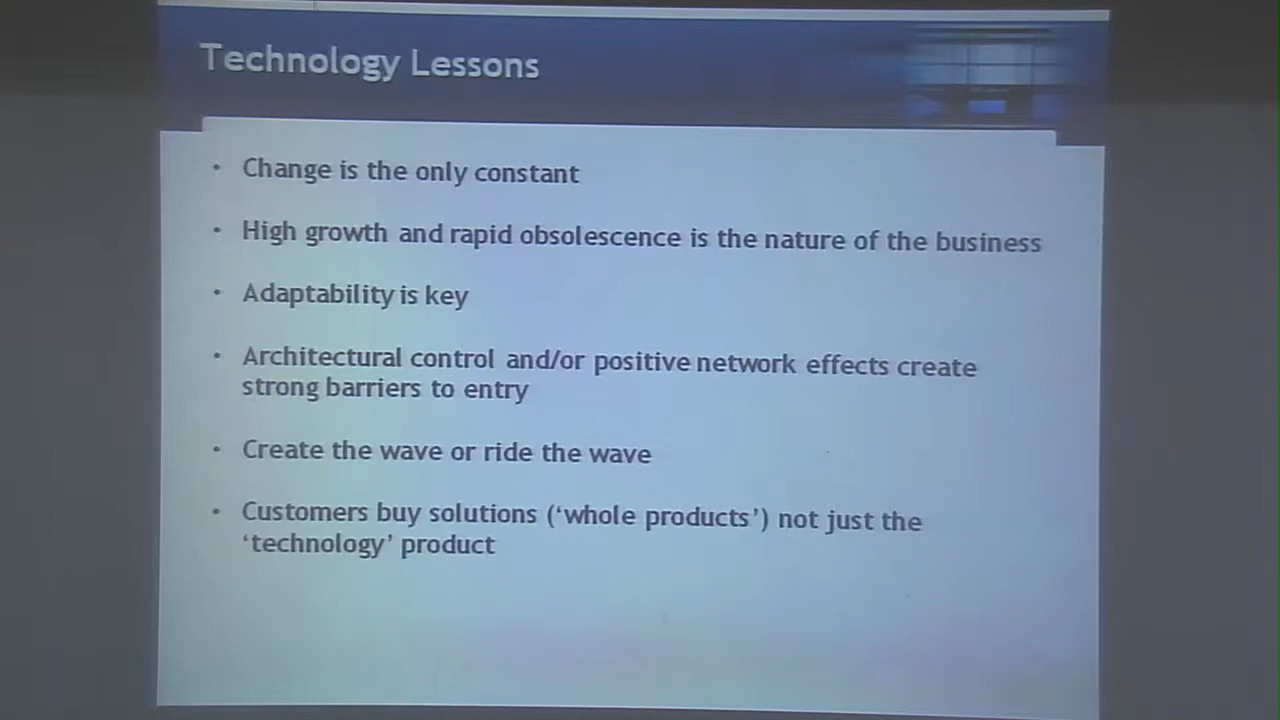 Technology Lessons
• Change is the only constant
• High growth and rapid obsolescence is the nature of the business
• Adaptability is key
• Architectural control and/or positive network effects create
strong barriers to entry
• Create the wave or ride the wave
• Customers buy solutions (‘whole products’) not just the
‘technology’ product